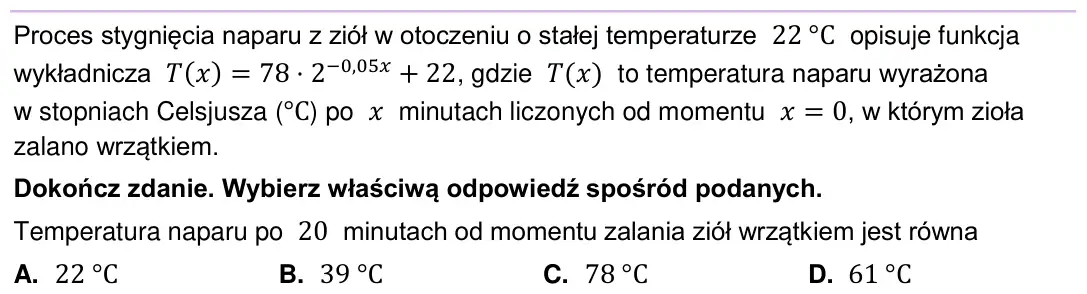 Proces stygnięcia naparu z ziół w otoczeniu o stałej temperaturze 22 °C opisuje funkcja
wykładnicza T(x) = 78 · 2^{−0,05x} + 22, gdzie T(x) to temperatura naparu wyrażona
w stopniach Celsjusza (°C) po x minutach liczonych od momentu x = 0, w którym zioła
zalano wrzątkiem.
Dokończ zdanie. Wybierz właściwą odpowiedź spośród podanych.
Temperatura naparu po 20 minutach od momentu zalania ziół wrzątkiem jest równa
A. 22 °C B. 39 °C C. 78 °C D. 61 °C